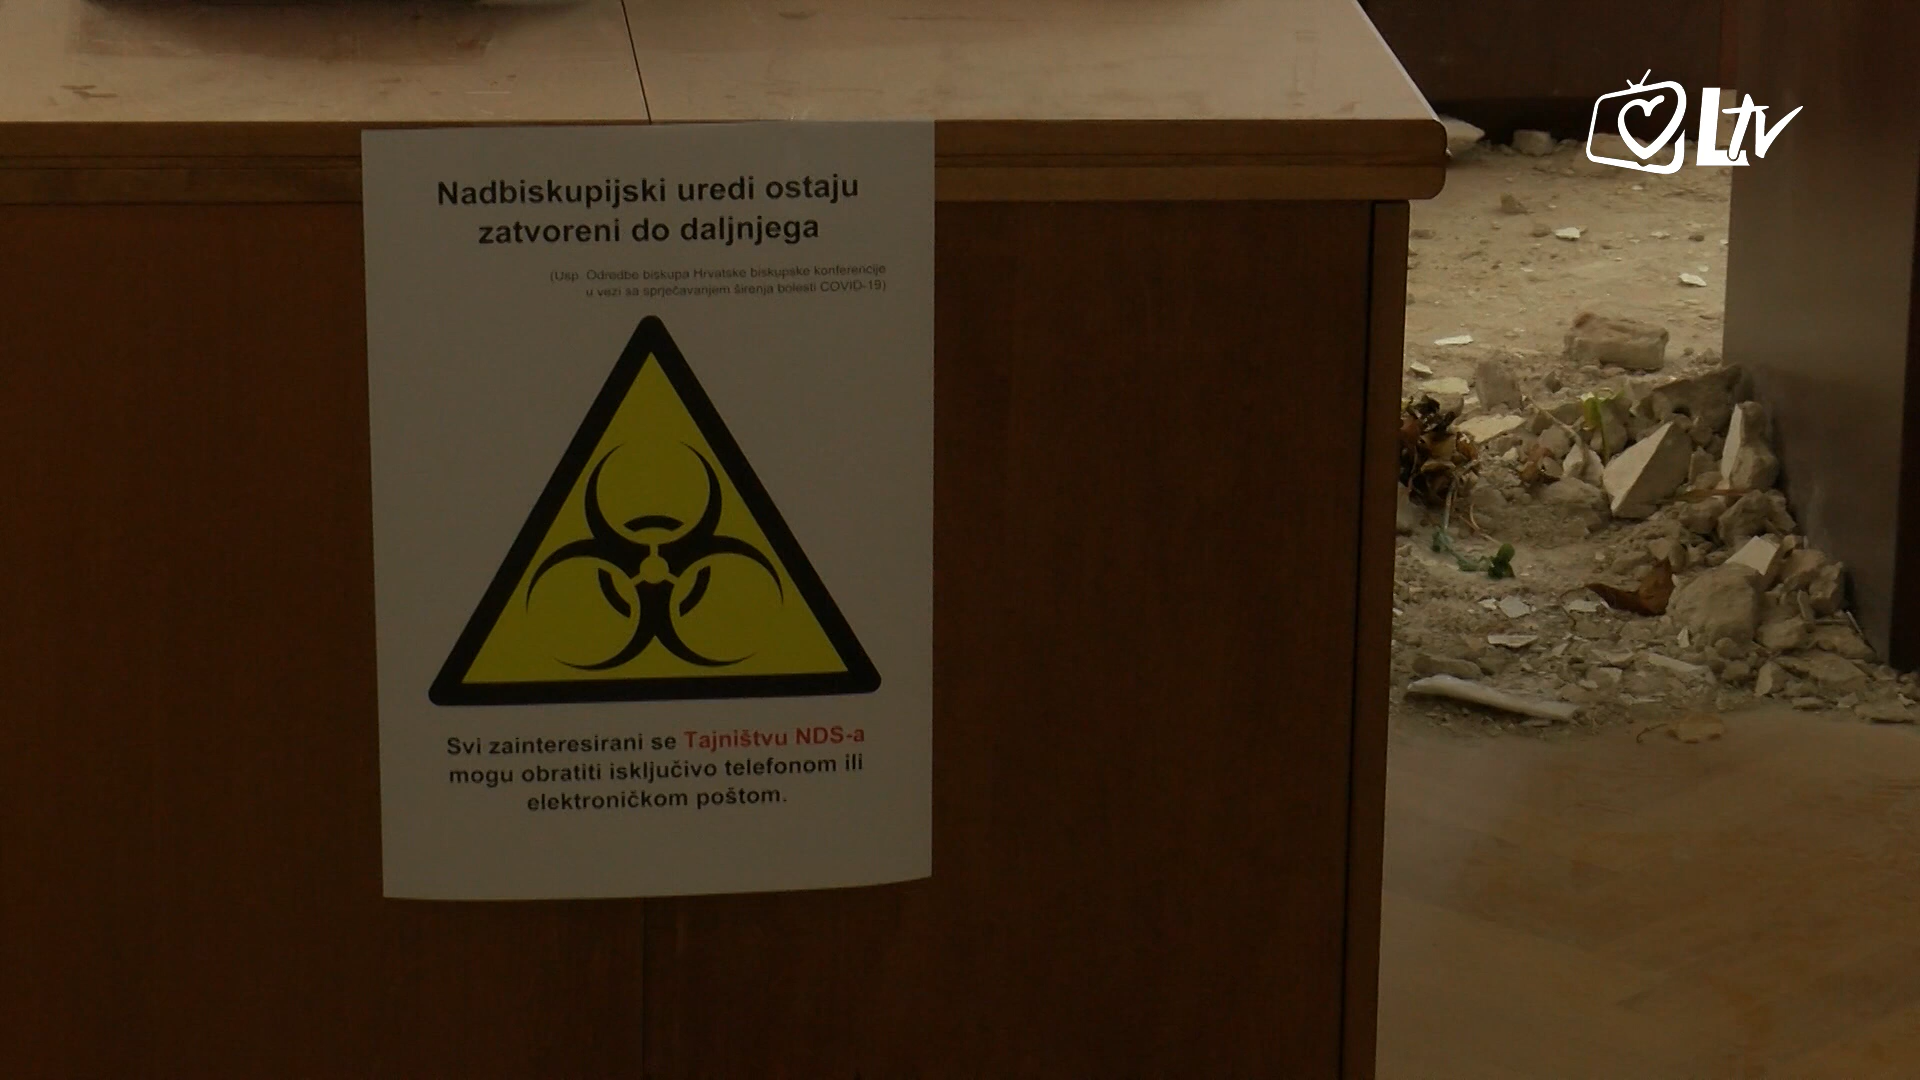 LTV
Nadbiskupijski uredi ostaju
zatvoreni do daljnjega
(Usp. Odredbe biskupa Hrvatske biskupske konferencije
u vezi sa sprječavanjem širenja bolesti COVID-19)
Svi zainteresirani se Tajništvu NDS-a
mogu obratiti isključivo telefonom ili
elektroničkom poštom.